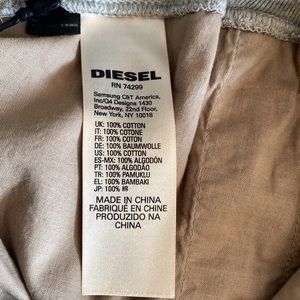 DIESEL
RN 74299
Samsung C&T America,
Inc/Q4 Designs 1430
Broadway, 22nd Floor,
New York, NY 10018
UK: 100% COTTON
IT: 100% COTONE
FR: 100% COTON
DE: 100% BAUMWOLLE
US: 100% COTTON
ES-MX: 100% ALGODÓN
PT: 100% ALGODÃO
TR: 100% PAMUKLU
EL: 100% BAMBAKI
JP: 100%
MADE IN CHINA
FABRIQUÉ EN CHINE
PRODUZIDO NA
CHINA